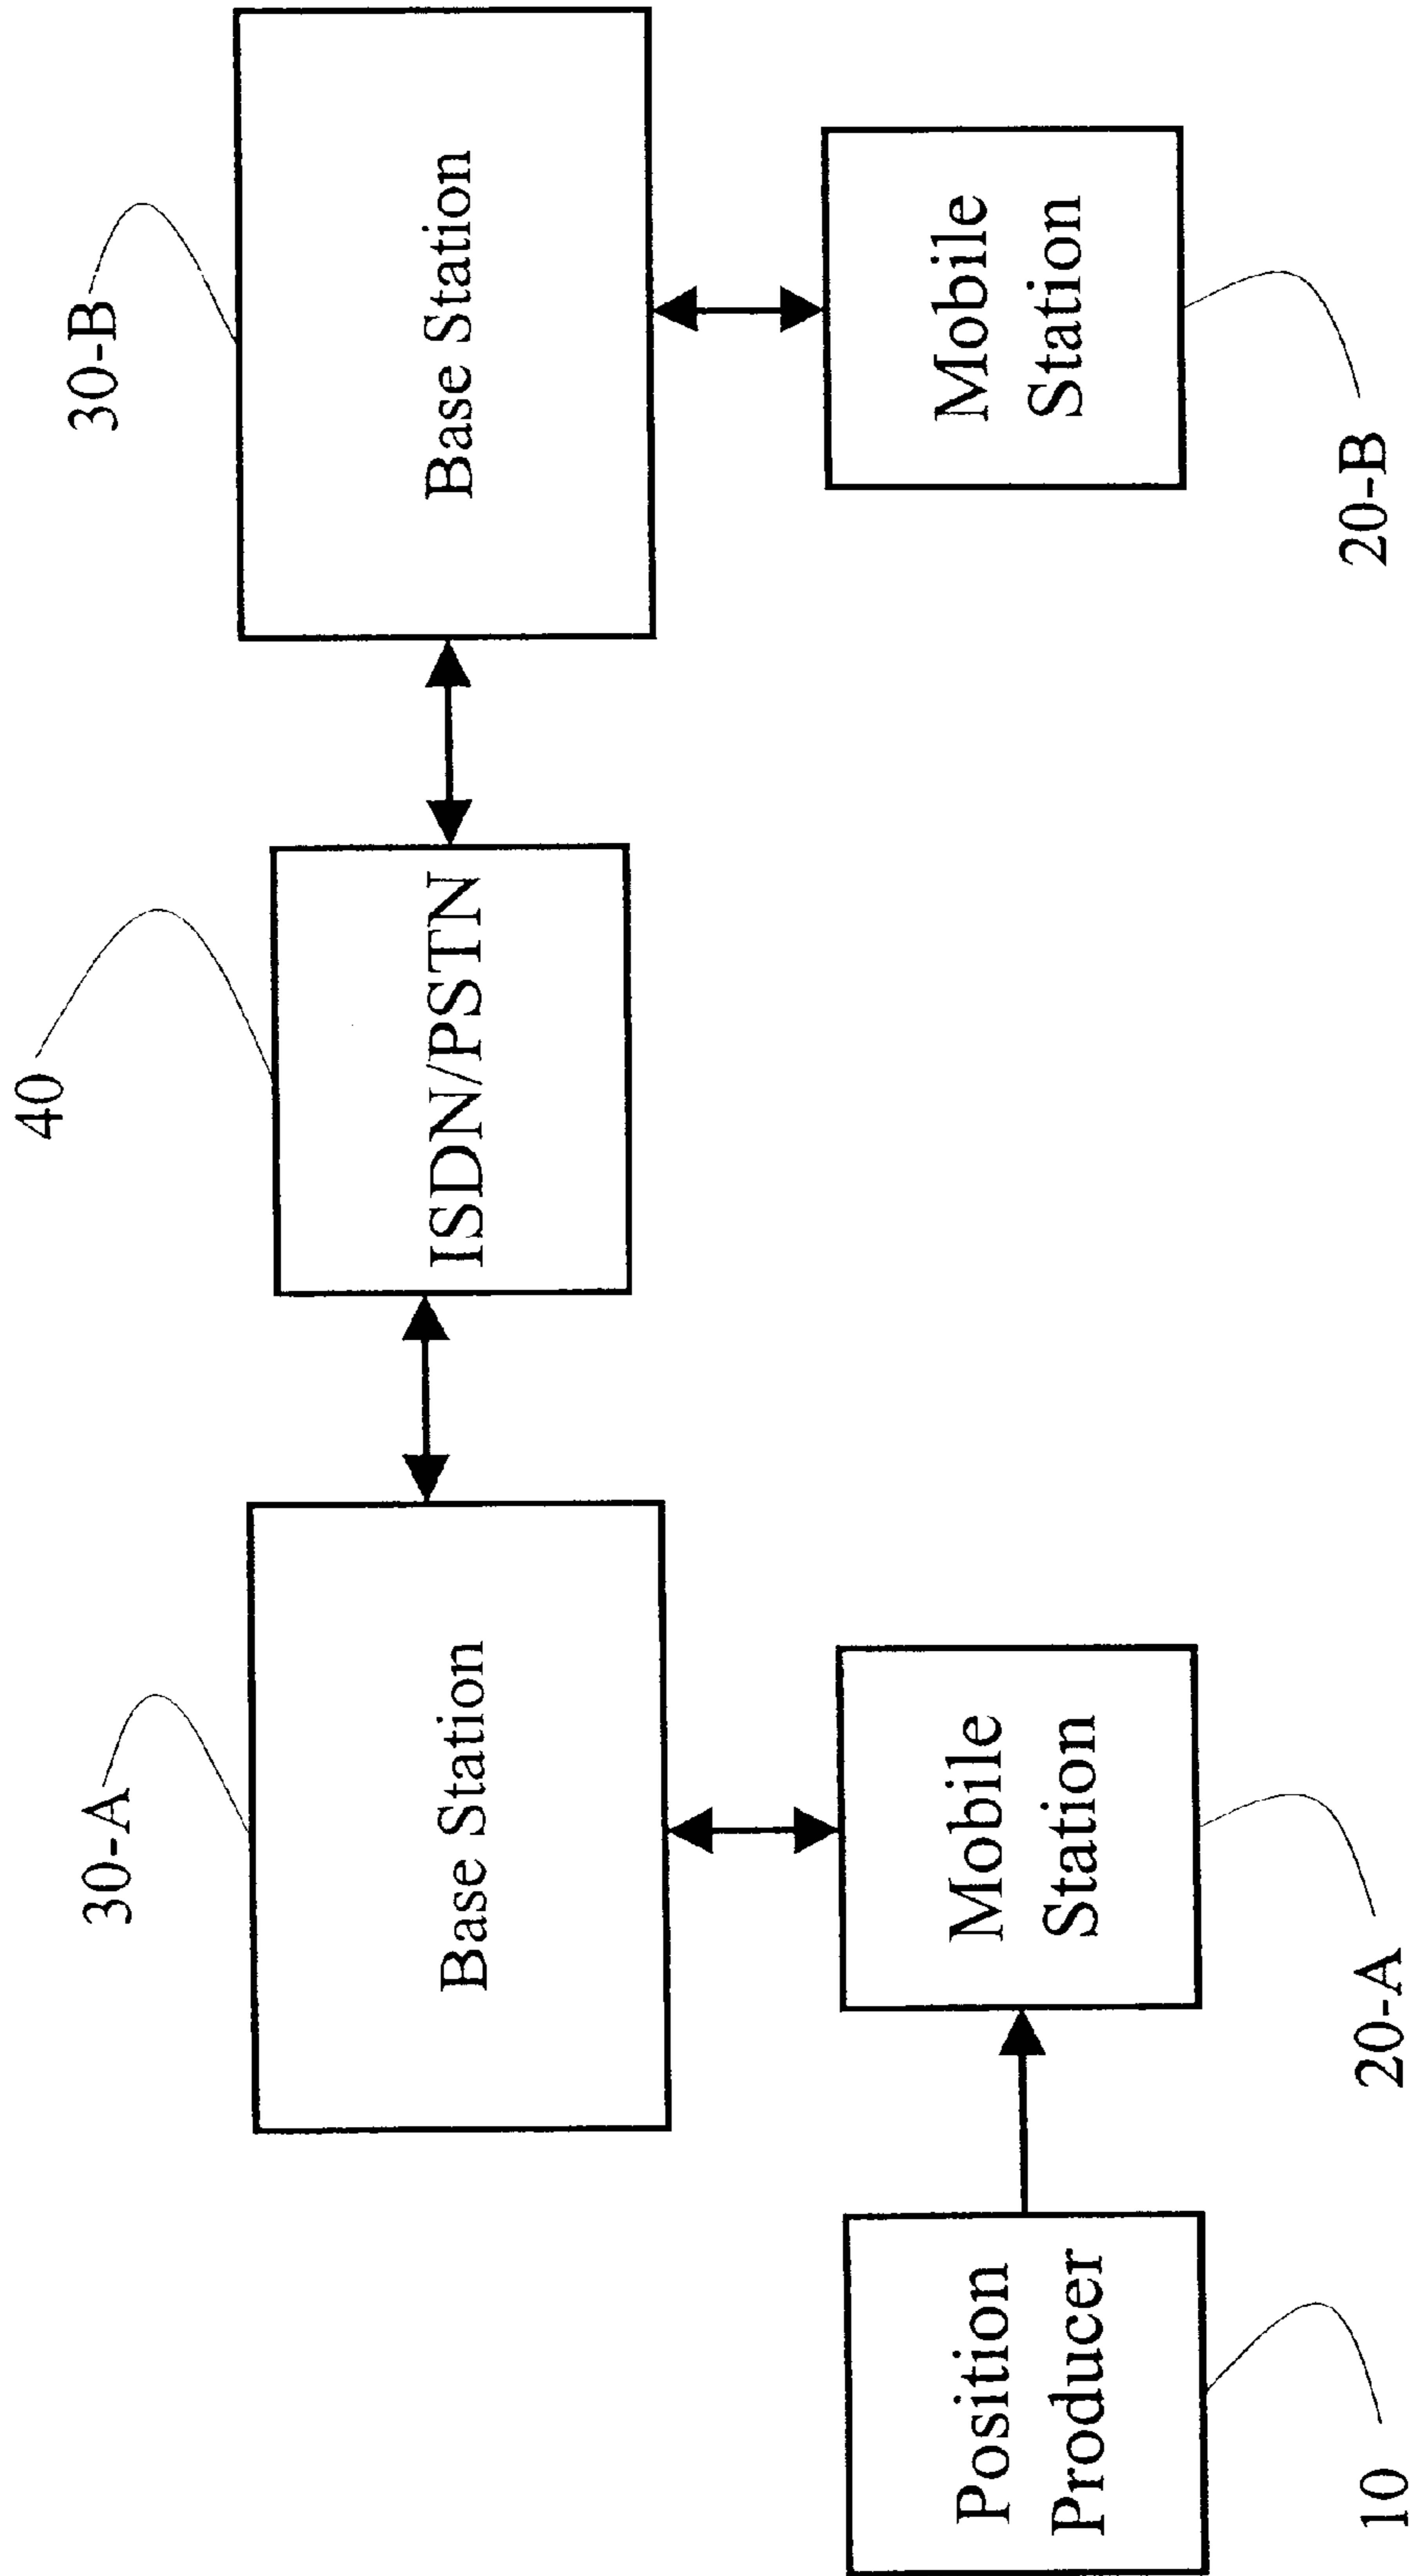 30-A
40
30-B
Base Station
ISDN/PSTN
Base Station
Position
Producer
Mobile
Station
Mobile
Station
10
20-A
20-B